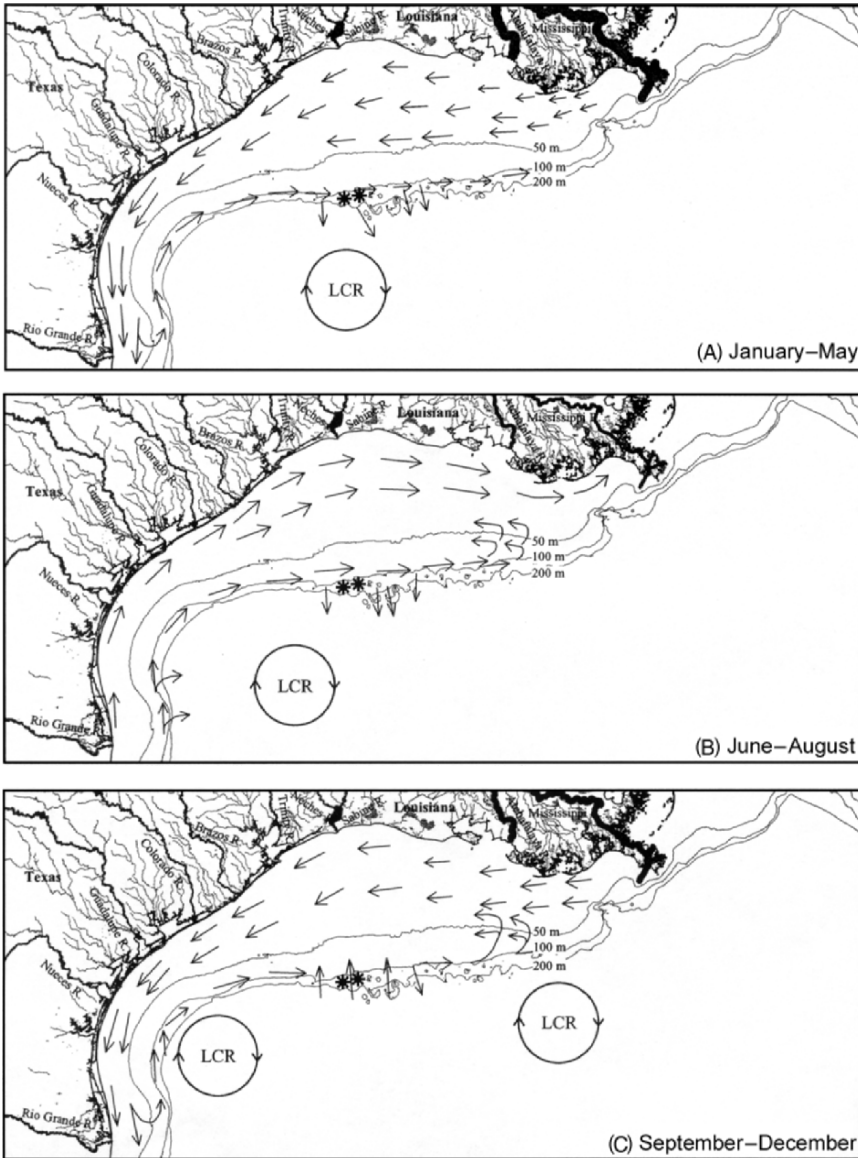 Louisiana
Mississippi
Atchafalaya
Sabine R.
Neches
Trinity R.
Brazos R.
Colorado R.
Texas
Guadalupe R.
Nueces R.
Rio Grande R.
50 m
100 m
200 m
LCR
(A) January–May
Louisiana
Mississippi R.
Sabine R.
Neches
Trinity R.
Brazos R.
Colorado R.
Texas
Guadalupe R.
Nueces R.
Rio Grande R.
50 m
100 m
200 m
LCR
(B) June–August
Louisiana
Mississippi
Sabine R.
Neches
Trinity R.
Brazos R.
Colorado R.
Texas
Guadalupe R.
Nueces R.
Rio Grande R.
50 m
100 m
200 m
LCR
LCR
(C) September–December